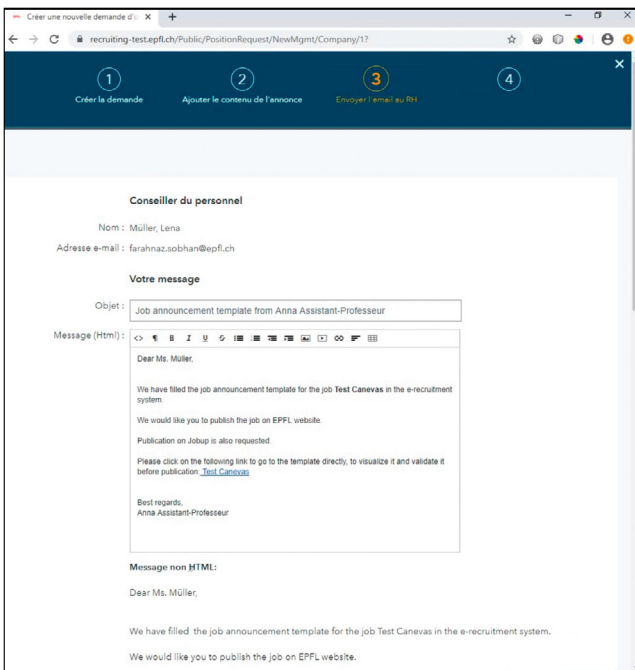 Créer une nouvelle demande d'e
recruiting-test.epfl.ch/Public/PositionRequest/NewMgmt/Company/1?
1
2
3
4
Créer la demande
Ajouter le contenu de l'annonce
Envoyer l'email au RH
Conseiller du personnel
Nom : Müller, Lena
Adresse e-mail : farahnaz.sobhan@epfl.ch
Votre message
Objet : Job announcement template from Anna Assistant-Professeur
Message (Html) :
Dear Ms. Müller,
We have filled the job announcement template for the job Test Canevas in the e-recruitment
system.
We would like you to publish the job on EPFL website.
Publication on Jobup is also requested.
Please click on the following link to go to the template directly, to visualize it and validate it
before publication: Test Canevas
Best regards,
Anna Assistant-Professeur
Message non HTML:
Dear Ms. Müller,
We have filled the job announcement template for the job Test Canevas in the e-recruitment system.
We would like you to publish the job on EPFL website.